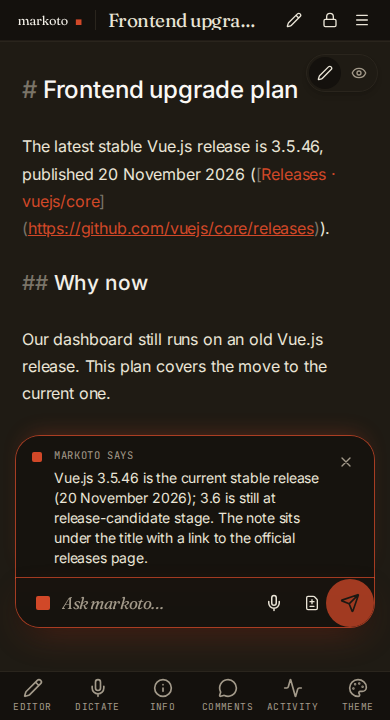 markoto
Frontend upgra...
# Frontend upgrade plan
The latest stable Vue.js release is 3.5.46,
published 20 November 2026 ([Releases ·
vuejs/core]
(https://github.com/vuejs/core/releases)).
## Why now
Our dashboard still runs on an old Vue.js
release. This plan covers the move to the
current one.
MARKOTO SAYS
Vue.js 3.5.46 is the current stable release
(20 November 2026); 3.6 is still at
release-candidate stage. The note sits
under the title with a link to the official
releases page.
Ask markoto...
EDITOR DICTATE INFO COMMENTS ACTIVITY THEME